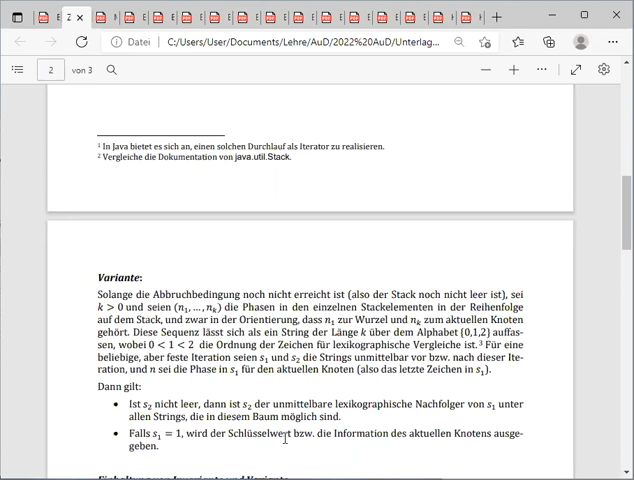 Datei C:/Users/User/Documents/Lehre/AuD/2022%20AuD/Unterlag...
2 von 3
1 In Java bietet es sich an, einen solchen Durchlauf als Iterator zu realisieren.
2 Vergleiche die Dokumentation von java.util.Stack.
Variante:
Solange die Abbruchbedingung noch nicht erreicht ist (also der Stack noch nicht leer ist), sei
k > 0 und seien (n₁, …, nₖ) die Phasen in den einzelnen Stackelementen in der Reihenfolge
auf dem Stack, und zwar in der Orientierung, dass n₁ zur Wurzel und nₖ zum aktuellen Knoten
gehört. Diese Sequenz lässt sich als ein String der Länge k über dem Alphabet {0,1,2} auffas-
sen, wobei 0 < 1 < 2 die Ordnung der Zeichen für lexikographische Vergleiche ist.³ Für eine
beliebige, aber feste Iteration seien s₁ und s₂ die Strings unmittelbar vor bzw. nach dieser Ite-
ration, und n sei die Phase in s₁ für den aktuellen Knoten (also das letzte Zeichen in s₁).
Dann gilt:
• Ist s₂ nicht leer, dann ist s₂ der unmittelbare lexikographische Nachfolger von s₁ unter
allen Strings, die in diesem Baum möglich sind.
• Falls s₁ = 1, wird der Schlüsselwert bzw. die Information des aktuellen Knotens ausge-
geben.
Einhaltung von Invariante und Variante